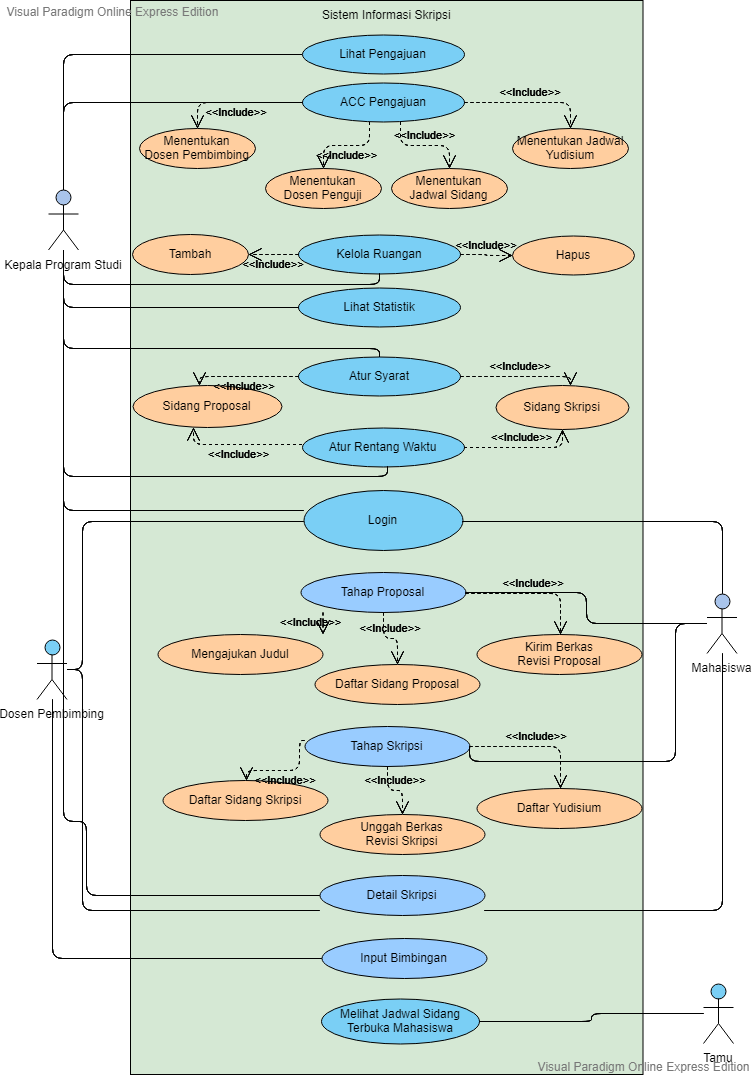 Visual Paradigm Online Express Edition
Sistem Informasi Skripsi
Lihat Pengajuan
ACC Pengajuan
<<Include>>
<<Include>>
<<Include>>
<<Include>>
Menentukan
Dosen Pembimbing
Menentukan Jadwal
Yudisium
Menentukan
Dosen Penguji
Menentukan
Jadwal Sidang
Kepala Program Studi
Tambah
<<Include>>
Kelola Ruangan
<<Include>>
Hapus
Lihat Statistik
Atur Syarat
<<Include>>
<<Include>>
Sidang Proposal
Sidang Skripsi
Atur Rentang Waktu
<<Include>>
<<Include>>
Login
Tahap Proposal
<<Include>>
<<Include>>
<<Include>>
Mengajukan Judul
Kirim Berkas
Revisi Proposal
Daftar Sidang Proposal
Mahasiswa
Dosen Pembimbing
Tahap Skripsi
<<Include>>
<<Include>>
<<Include>>
Daftar Sidang Skripsi
Daftar Yudisium
Unggah Berkas
Revisi Skripsi
Detail Skripsi
Input Bimbingan
Melihat Jadwal Sidang
Terbuka Mahasiswa
Tamu
Visual Paradigm Online Express Edition